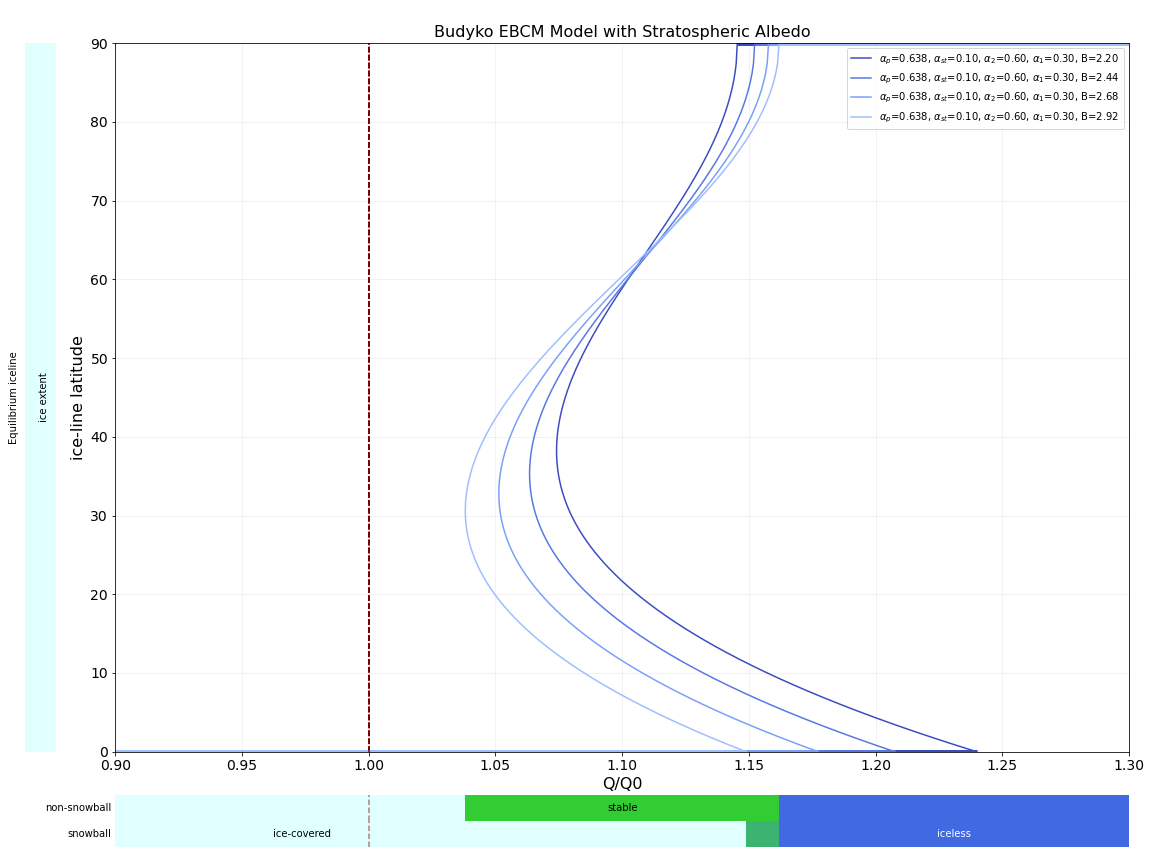 Budyko EBCM Model with Stratospheric Albedo
αp=0.638, αst=0.10, α2=0.60, α1=0.30, B=2.20
αp=0.638, αst=0.10, α2=0.60, α1=0.30, B=2.44
αp=0.638, αst=0.10, α2=0.60, α1=0.30, B=2.68
αp=0.638, αst=0.10, α2=0.60, α1=0.30, B=2.92
Equilibrium iceline
ice extent
ice-line latitude
90
80
70
60
50
40
30
20
10
0
0.90 0.95 1.00 1.05 1.10 1.15 1.20 1.25 1.30
Q/Q0
non-snowball
stable
snowball
ice-covered
iceless